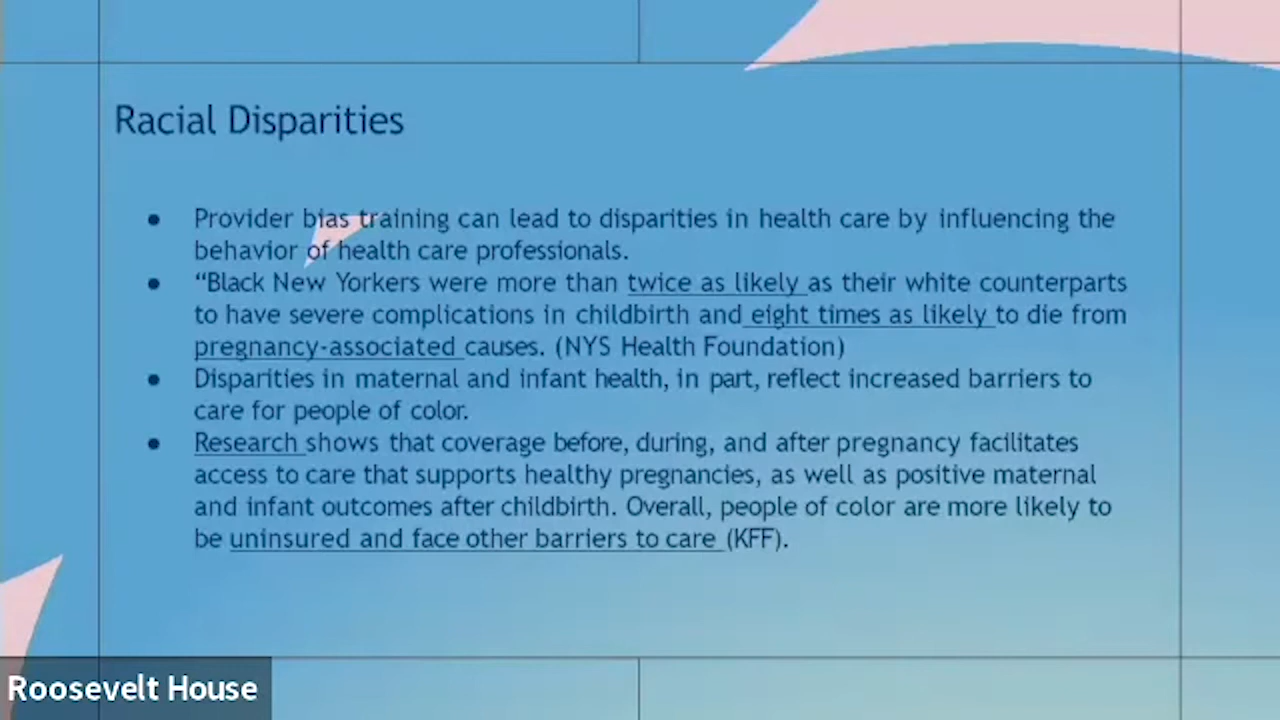 Racial Disparities
● Provider bias training can lead to disparities in health care by influencing the
behavior of health care professionals.
● “Black New Yorkers were more than twice as likely as their white counterparts
to have severe complications in childbirth and eight times as likely to die from
pregnancy-associated causes. (NYS Health Foundation)
● Disparities in maternal and infant health, in part, reflect increased barriers to
care for people of color.
● Research shows that coverage before, during, and after pregnancy facilitates
access to care that supports healthy pregnancies, as well as positive maternal
and infant outcomes after childbirth. Overall, people of color are more likely to
be uninsured and face other barriers to care (KFF).
Roosevelt House